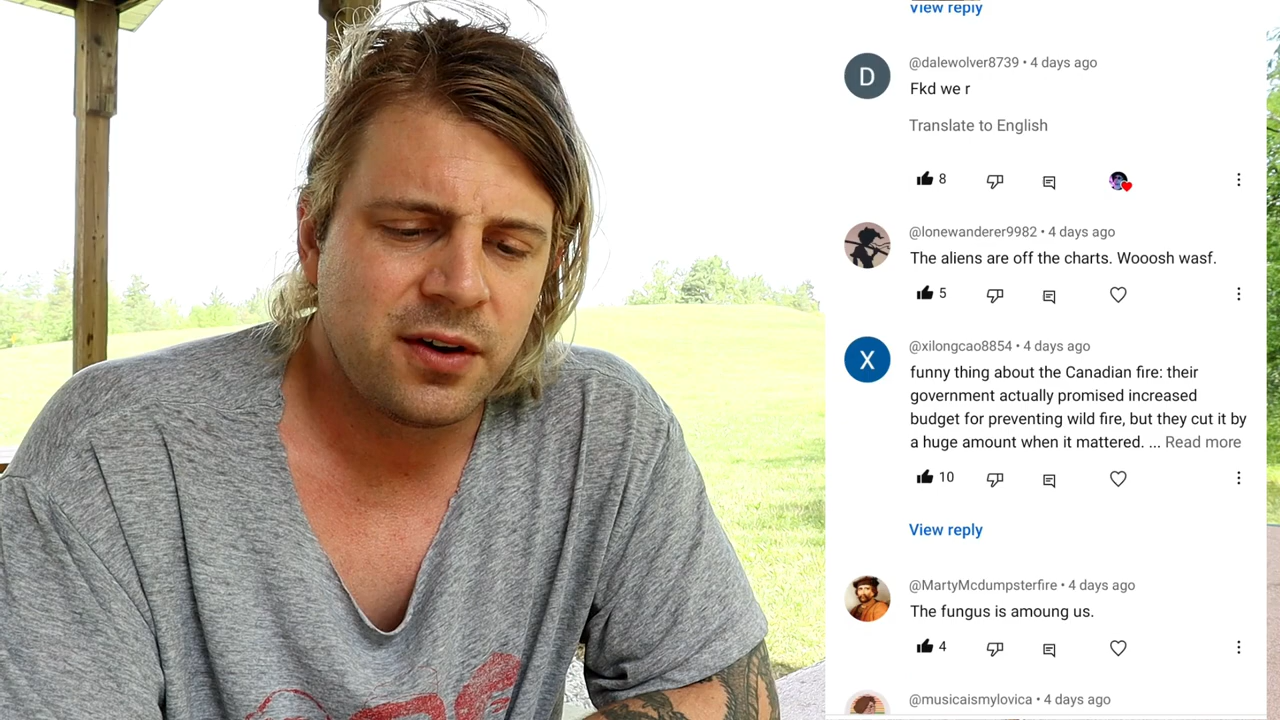 View reply
@dalewolver8739 • 4 days ago
D
Fkd we r
Translate to English
8
@lonewanderer9982 • 4 days ago
The aliens are off the charts. Wooosh wasf.
5
@xilongcao8854 • 4 days ago
X
funny thing about the Canadian fire: their
government actually promised increased
budget for preventing wild fire, but they cut it by
a huge amount when it mattered. ... Read more
10
View reply
@MartyMcdumpsterfire • 4 days ago
The fungus is amoung us.
4
@musicaismylovica • 4 days ago